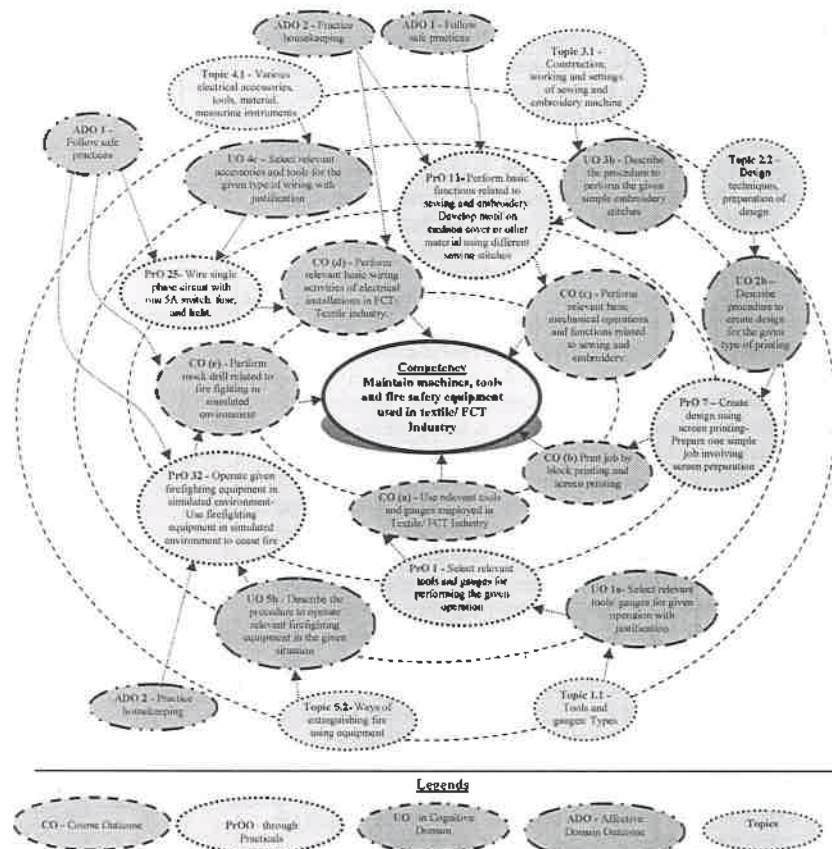 ADO 2 - Practice
housekeeping
ADO 1 - Follow
safe practices
Topic 3.1 -
Construction,
working and settings
of sewing and
embroidery machine
Topic 4.1 - Various
electrical accessories,
tools, material,
measuring instruments
ADO 1 -
Follow safe
practices
UO 4c - Select relevant
accessories and tools for the
given type of wiring with
justification
PrO 13- Perform basic
functions related to
sewing and embroidery
Develop motif on
cushion cover or other
material using different
sewing stitches
UO 3b - Describe
the procedure to
perform the given
simple embroidery
stitches
Topic 2.2
- Design
techniques,
preparation of
design
PrO 25- Wire single
phase circuit with
one 5A switch, fuse,
and light.
CO (d) - Perform
relevant basic wiring
activities of electrical
installations in FCT-
Textile industry.
CO (c) - Perform
relevant basic
mechanical operations
and functions related
to sewing and
embroidery
UO 2b -
Describe
procedure to
create design
for the given
type of printing
CO (e) - Perform
mock drill related to
fire fighting in
simulated
environment
Competency
Maintain machines, tools
and fire safety equipment
used in textile/ FCT
Industry
PrO 7 - Create
design using
screen printing-
Prepare one simple
job involving
screen preparation
CO (b) Print job by
block printing and
screen printing
PrO 32 - Operate given
firefighting equipment in
simulated environment-
Use firefighting
equipment in simulated
environment to cease fire
CO (a) - Use relevant tools
and gauges employed in
Textile/ FCT Industry
PrO 1 - Select relevant
tools and gauges for
performing the given
operation
UO 5b - Describe the
procedure to operate
relevant firefighting
equipment in the given
situation
UO 1a- Select relevant
tools/ gauges for given
operation with
justification
ADO 2 - Practice
housekeeping
Topic 5.2- Ways of
extinguishing fire
using equipment
Topic 1.1 -
Tools and
gauges: Types
Legends
CO - Course Outcome
PrOO - through
Practicals
UO - in Cognitive
Domain
ADO - Affective
Domain Outcome
Topics